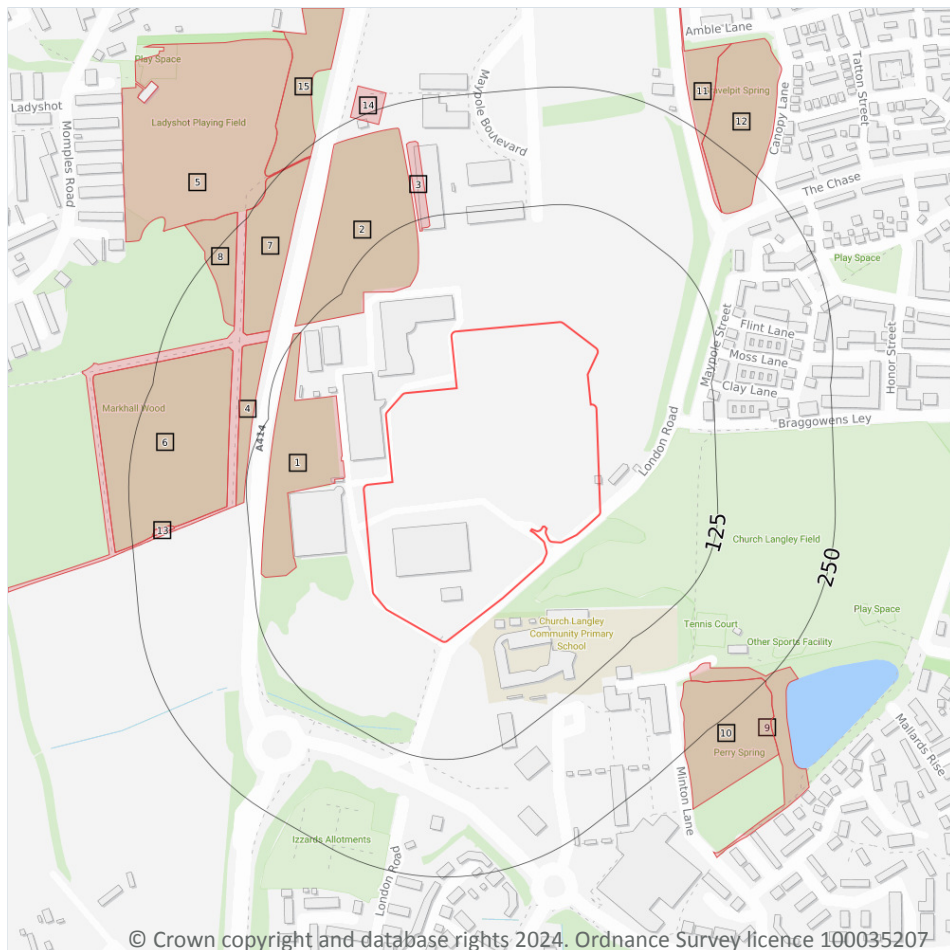 Amble Lane
Play Space
15
14
11
avelpit Spring
12
Tatton Street
Canopy Lane
Ladyshot
Momples Road
Ladyshot Playing Field
Maypole Boulevard
5
3
The Chase
2
7
8
Play Space
Maypole Street
Flint Lane
Moss Lane
Clay Lane
Honor Street
Markhall Wood
4
6
A414
1
London Road
Braggowens Ley
13
125
250
Church Langley Field
Play Space
Church Langley
Community Primary
School
Tennis Court
Other Sports Facility
10
9
Perry Spring
Mallards Rise
Minton Lane
Izzards Allotments
London Road
© Crown copyright and database rights 2024. Ordnance Survey licence 100035207